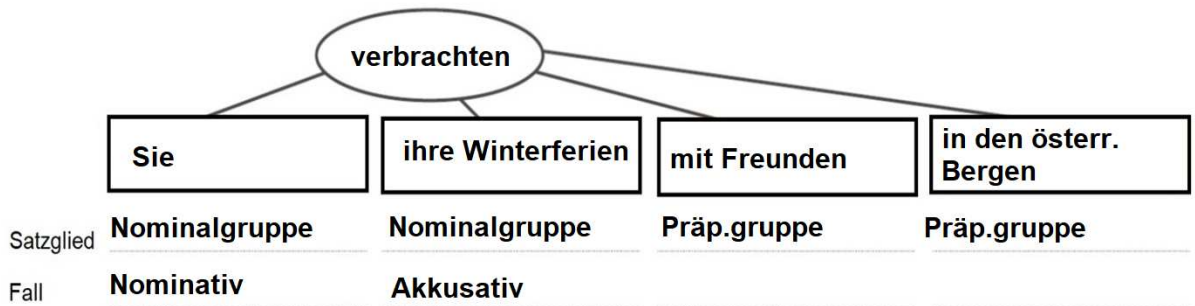 verbrachten
Sie
ihre Winterferien
mit Freunden
in den österr.
Bergen
Satzglied Nominalgruppe Nominalgruppe Präp.gruppe Präp.gruppe
Fall Nominativ Akkusativ